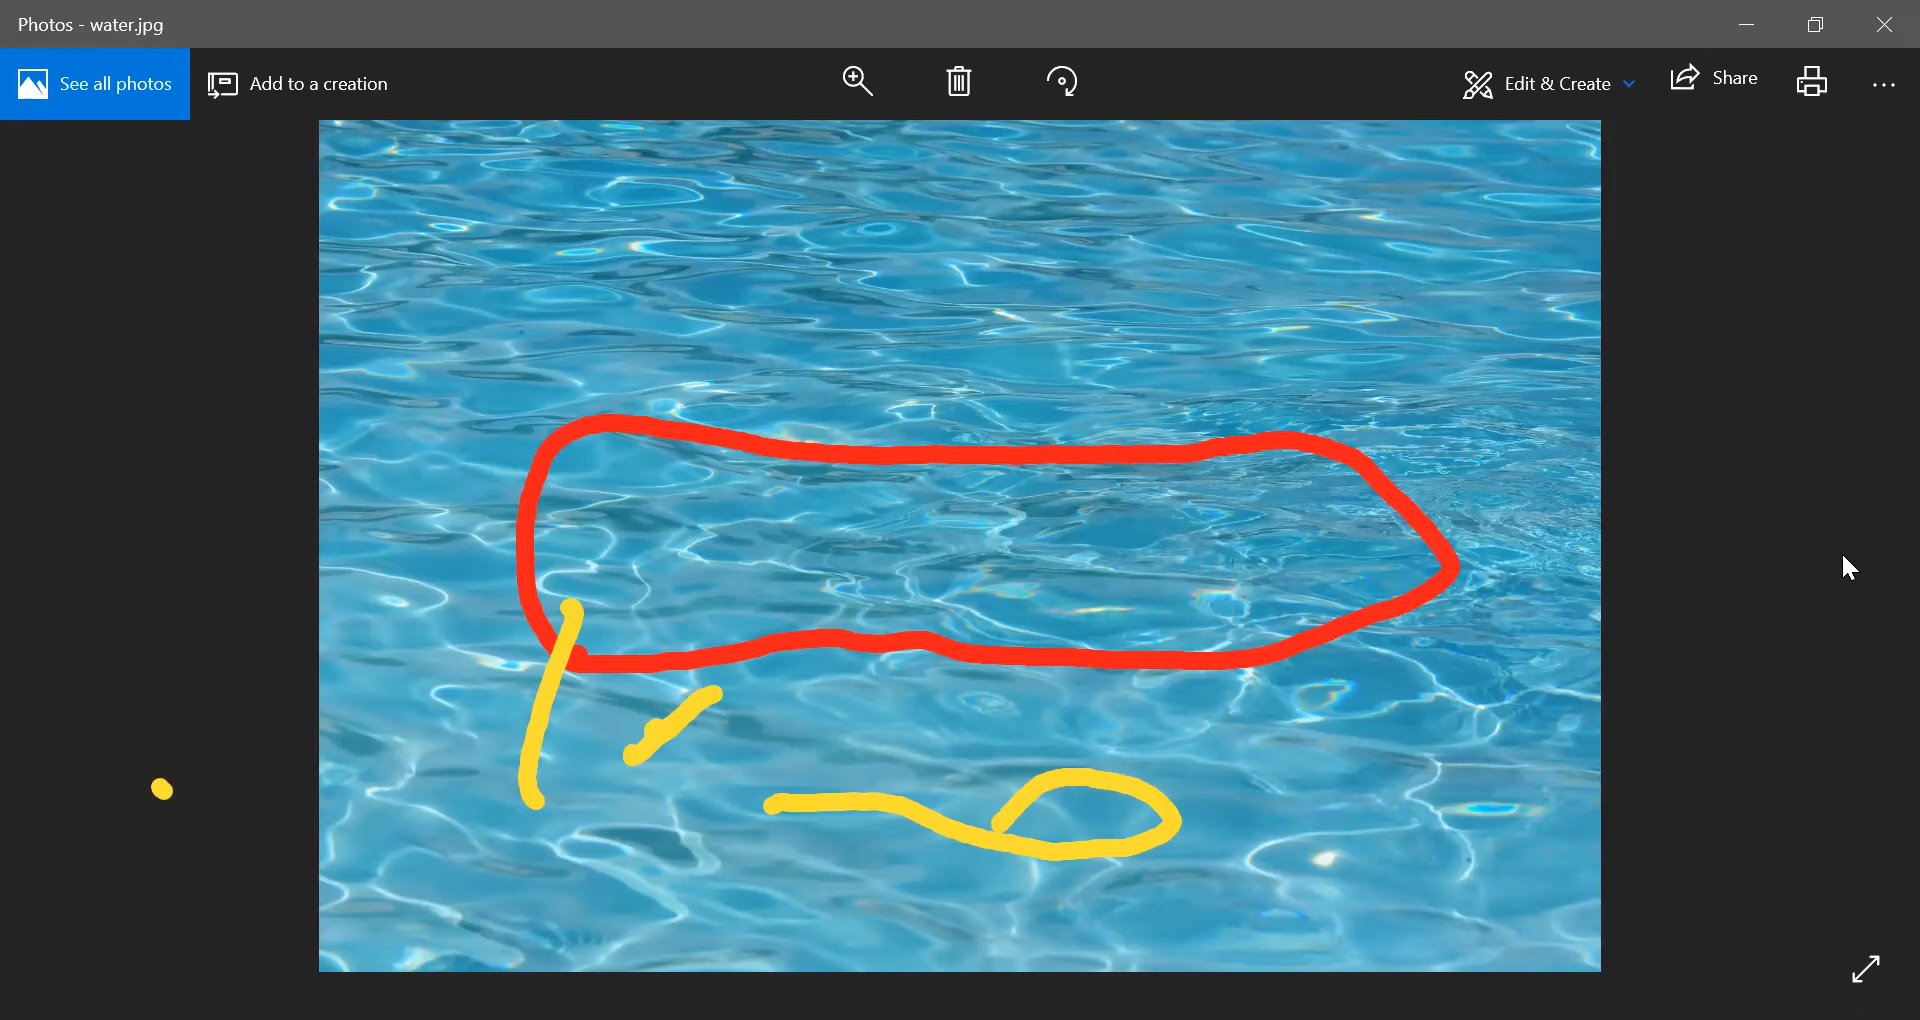 Photos - water.jpg
See all photos
Add to a creation
Edit & Create
Share